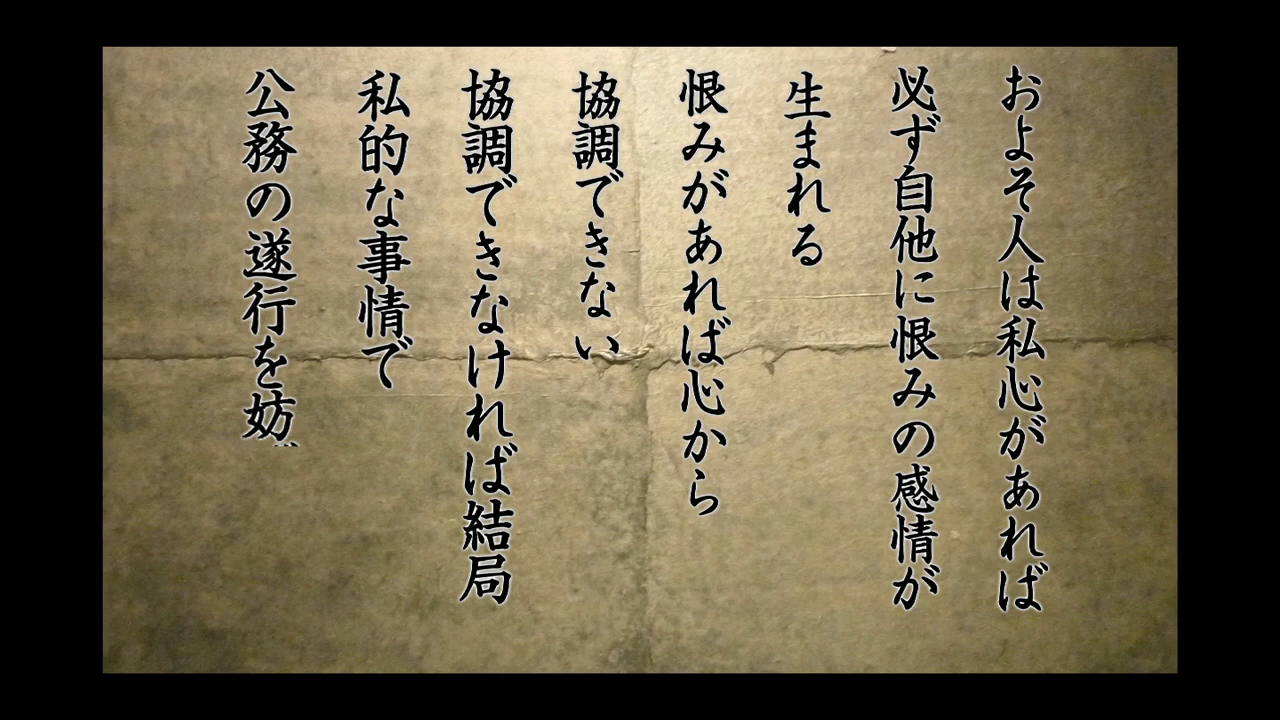 およそ人は私心があれば
必ず自他に恨みの感情が
生まれる
恨みがあれば心から
協調できない
協調できなければ結局
私的な事情で
公務の遂行を妨